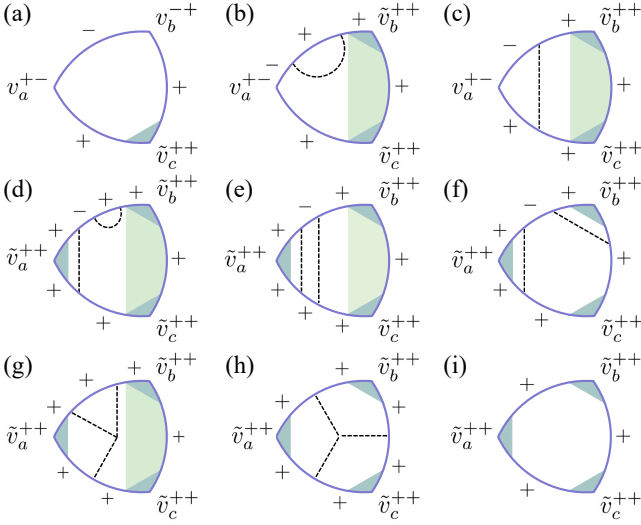 (a)
−
v_b^{-+}
v_a^{+-}
+
+
ṽ_c^{++}
(b)
+
+
ṽ_b^{++}
−
v_a^{+-}
+
+
ṽ_c^{++}
(c)
+
ṽ_b^{++}
−
v_a^{+-}
+
+
+
ṽ_c^{++}
(d)
+
+
−
+
ṽ_b^{++}
ṽ_a^{++}
+
+
+
ṽ_c^{++}
(e)
+
−
+
ṽ_b^{++}
ṽ_a^{++}
+
+
+
+
ṽ_c^{++}
(f)
+
−
+
ṽ_b^{++}
ṽ_a^{++}
+
+
+
ṽ_c^{++}
(g)
+
+
+
ṽ_b^{++}
ṽ_a^{++}
+
+
+
ṽ_c^{++}
(h)
+
+
ṽ_b^{++}
+
ṽ_a^{++}
+
+
+
ṽ_c^{++}
(i)
+
ṽ_b^{++}
ṽ_a^{++}
+
+
ṽ_c^{++}